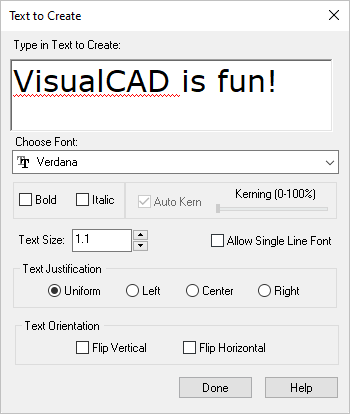 Text to Create
Type in Text to Create:
VisualCAD is fun!
Choose Font:
Verdana
Bold Italic Auto Kern Kerning (0-100%)
Text Size: 1.1 Allow Single Line Font
Text Justification
Uniform Left Center Right
Text Orientation
Flip Vertical Flip Horizontal
Done Help